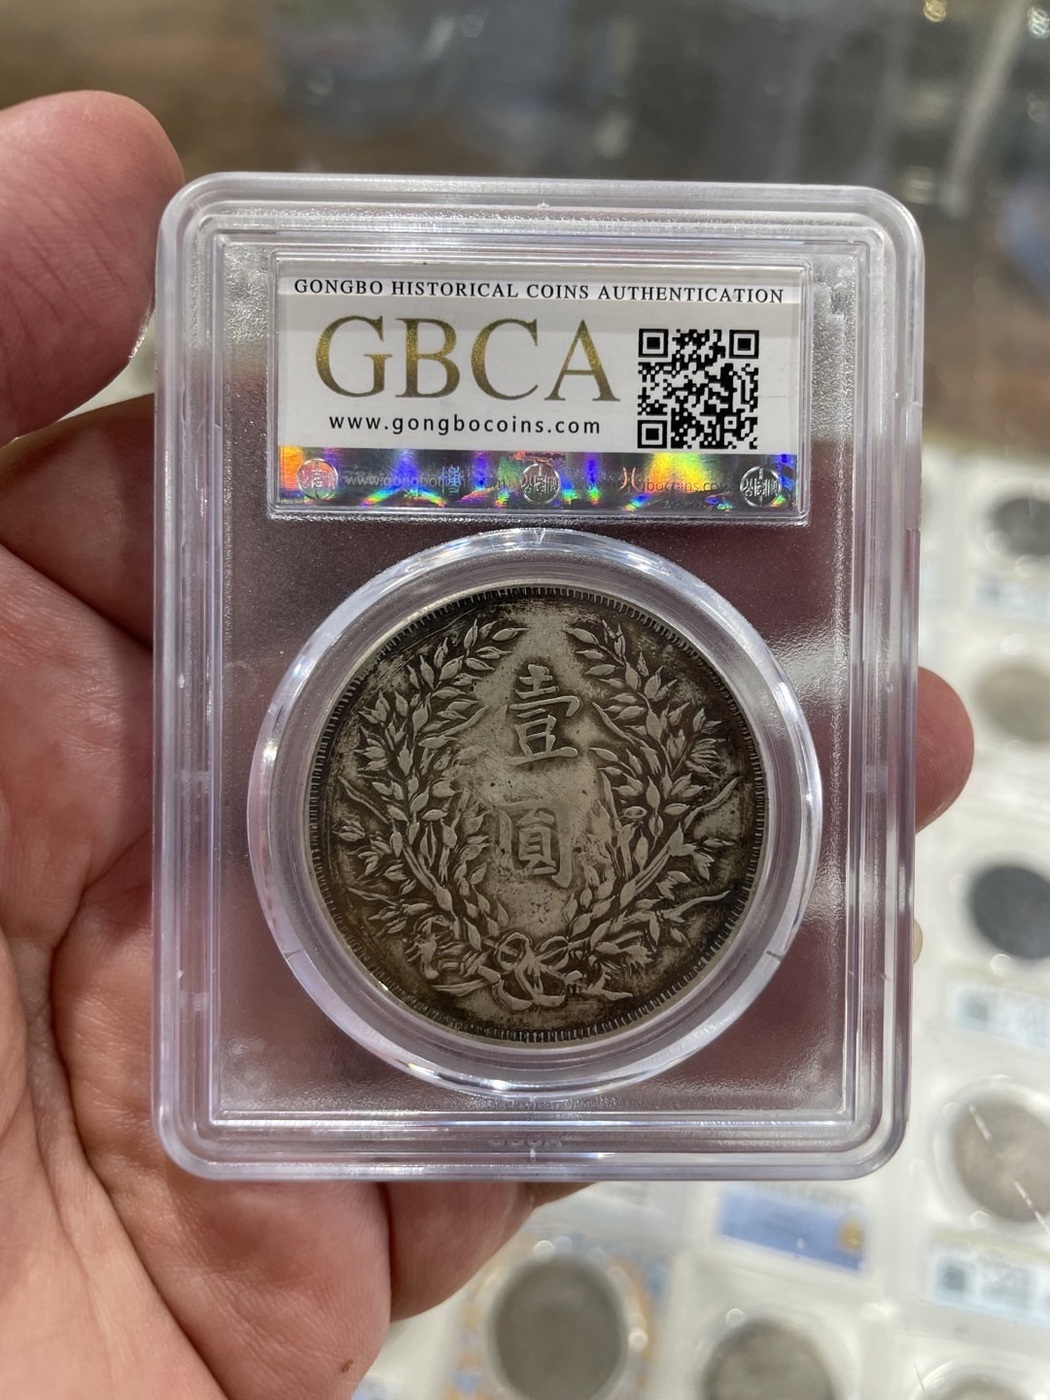 GONGBO HISTORICAL COINS AUTHENTICATION
GBCA
www.gongbocoins.com
壹
圓